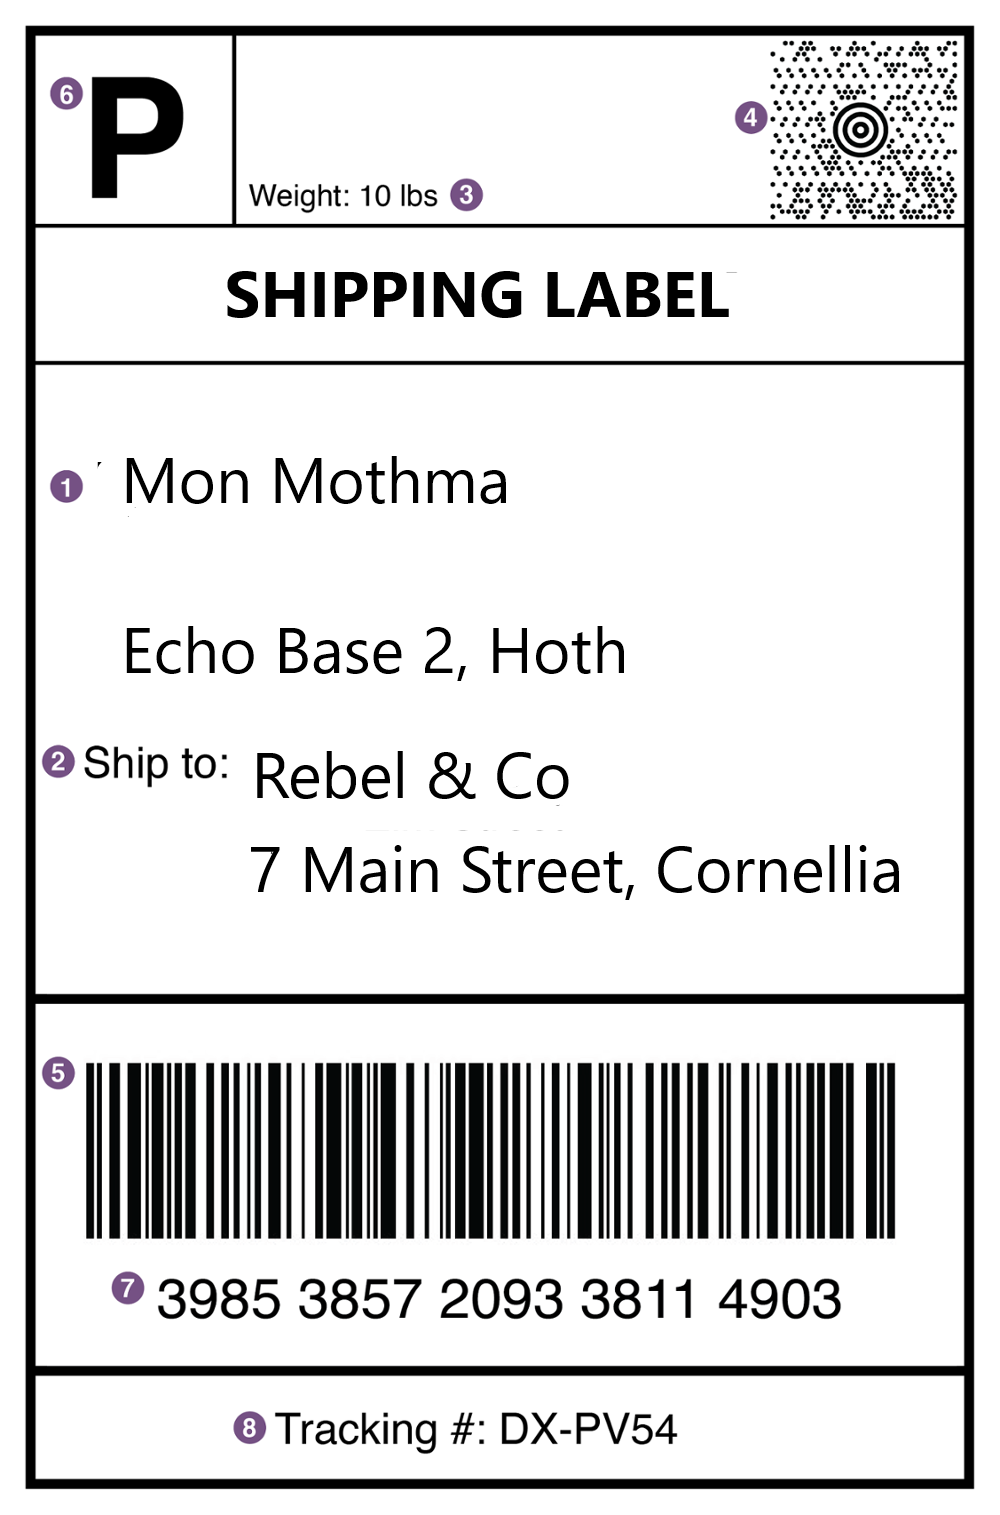 6 P
Weight: 10 lbs 3
4
SHIPPING LABEL
1 Mon Mothma
Echo Base 2, Hoth
2 Ship to: Rebel & Co
7 Main Street, Cornellia
5
7 3985 3857 2093 3811 4903
8 Tracking #: DX-PV54